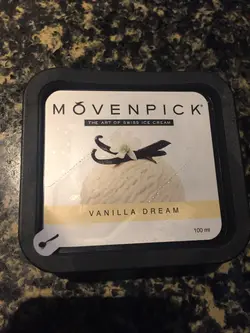 MÖVENPICK®
THE ART OF SWISS ICE CREAM
VANILLA DREAM
100 ml